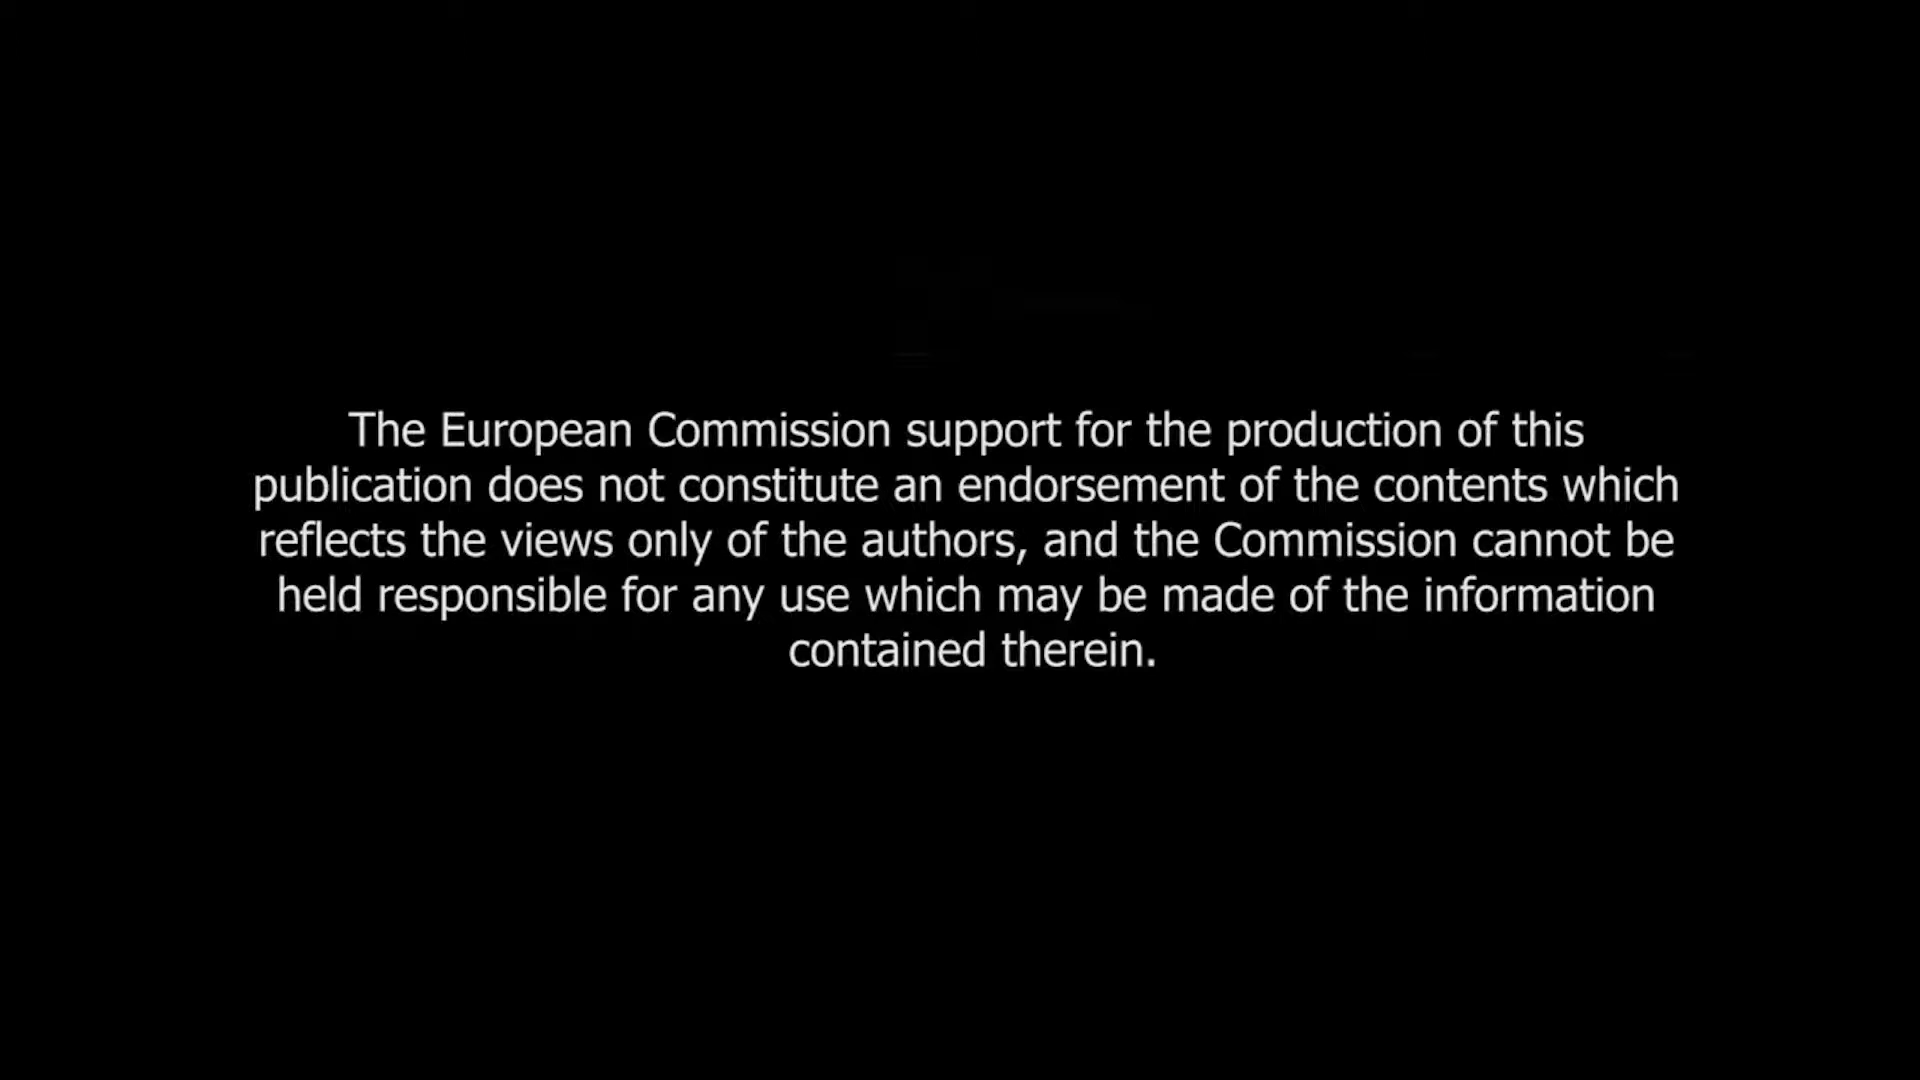 The European Commission support for the production of this
publication does not constitute an endorsement of the contents which
reflects the views only of the authors, and the Commission cannot be
held responsible for any use which may be made of the information
contained therein.